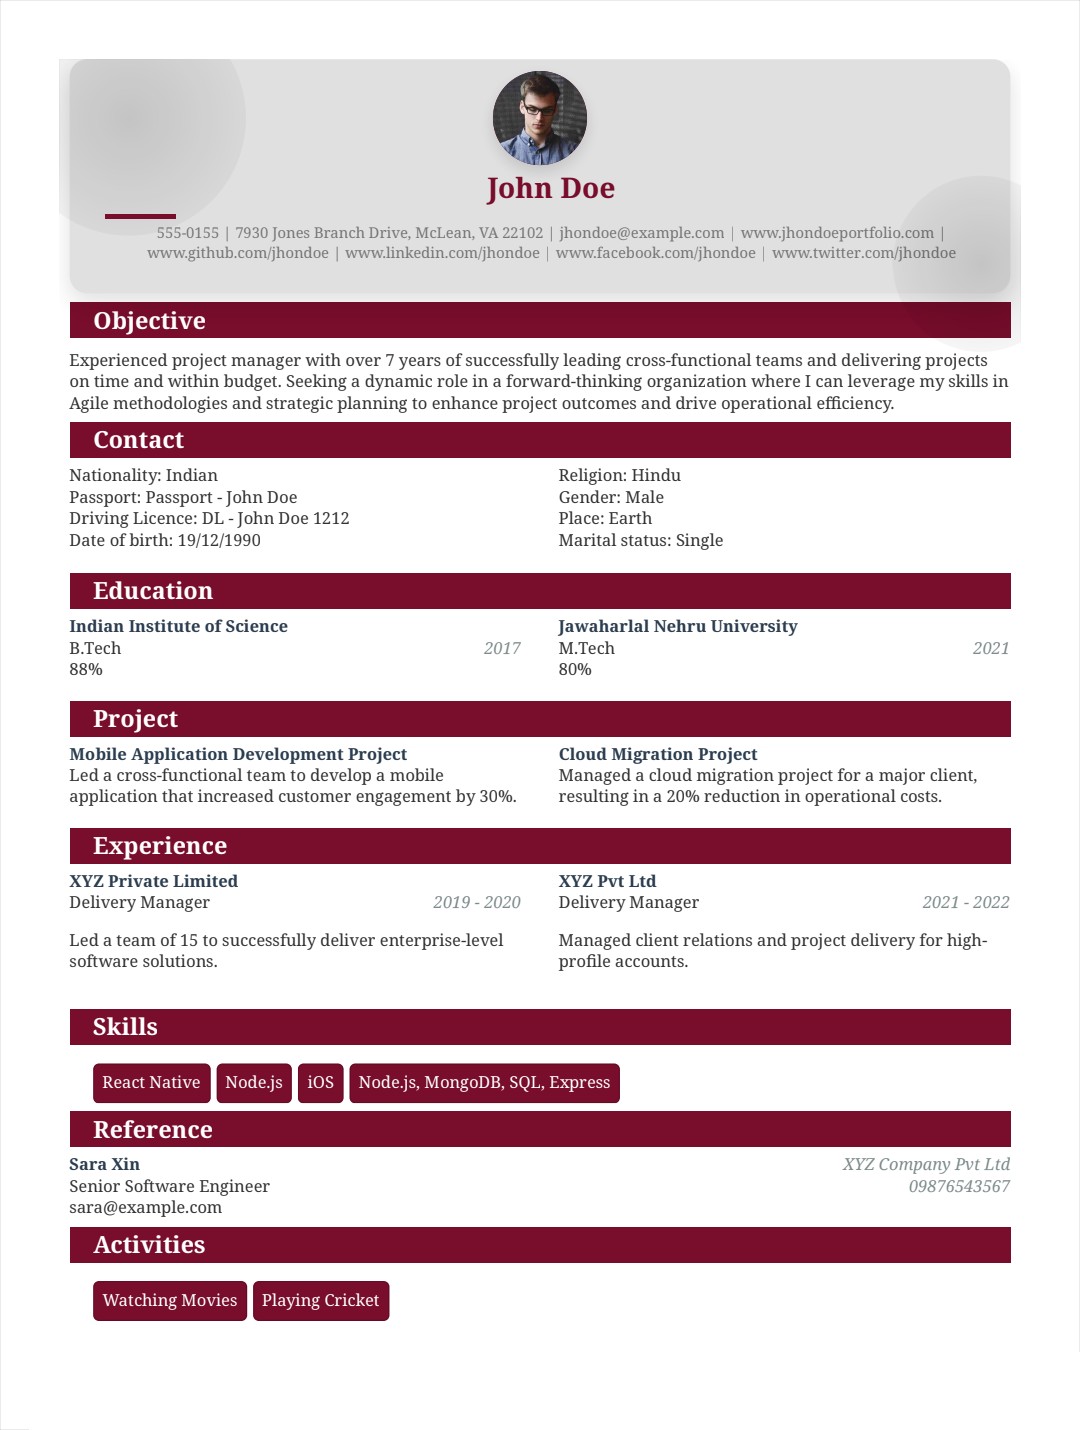 John Doe
555-0155 | 7930 Jones Branch Drive, McLean, VA 22102 | jhondoe@example.com | www.jhondoeportfolio.com |
www.github.com/jhondoe | www.linkedin.com/jhondoe | www.facebook.com/jhondoe | www.twitter.com/jhondoe
Objective
Experienced project manager with over 7 years of successfully leading cross-functional teams and delivering projects
on time and within budget. Seeking a dynamic role in a forward-thinking organization where I can leverage my skills in
Agile methodologies and strategic planning to enhance project outcomes and drive operational efficiency.
Contact
Nationality: Indian
Passport: Passport - John Doe
Driving Licence: DL - John Doe 1212
Date of birth: 19/12/1990
Religion: Hindu
Gender: Male
Place: Earth
Marital status: Single
Education
Indian Institute of Science
B.Tech 2017
88%
Jawaharlal Nehru University
M.Tech 2021
80%
Project
Mobile Application Development Project
Led a cross-functional team to develop a mobile
application that increased customer engagement by 30%.
Cloud Migration Project
Managed a cloud migration project for a major client,
resulting in a 20% reduction in operational costs.
Experience
XYZ Private Limited
Delivery Manager 2019 - 2020
Led a team of 15 to successfully deliver enterprise-level
software solutions.
XYZ Pvt Ltd
Delivery Manager 2021 - 2022
Managed client relations and project delivery for high-
profile accounts.
Skills
React Native Node.js iOS Node.js, MongoDB, SQL, Express
Reference
Sara Xin XYZ Company Pvt Ltd
Senior Software Engineer 09876543567
sara@example.com
Activities
Watching Movies Playing Cricket